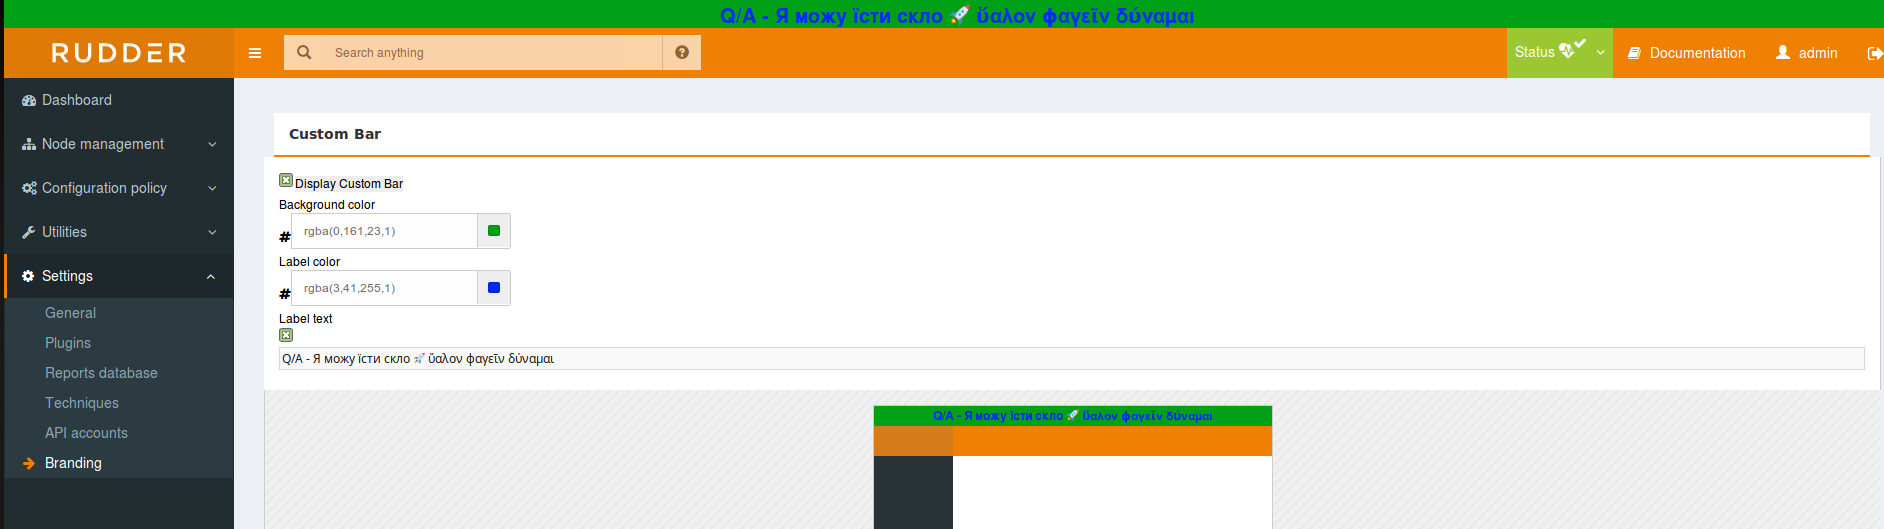 Q/A - Я можу їсти скло 🚀 ὕαλον ϕαγεῖν δύναμαι
RUDDER
Search anything
Status
Documentation
admin
Dashboard
Node management
Configuration policy
Utilities
Settings
General
Plugins
Reports database
Techniques
API accounts
Branding
Custom Bar
Display Custom Bar
Background color
# rgba(0,161,23,1)
Label color
# rgba(3,41,255,1)
Label text
Q/A - Я можу їсти скло 🚀 ὕαλον ϕαγεῖν δύναμαι
Q/A - Я можу їсти скло 🚀 ὕαλον ϕαγεῖν δύναμαι